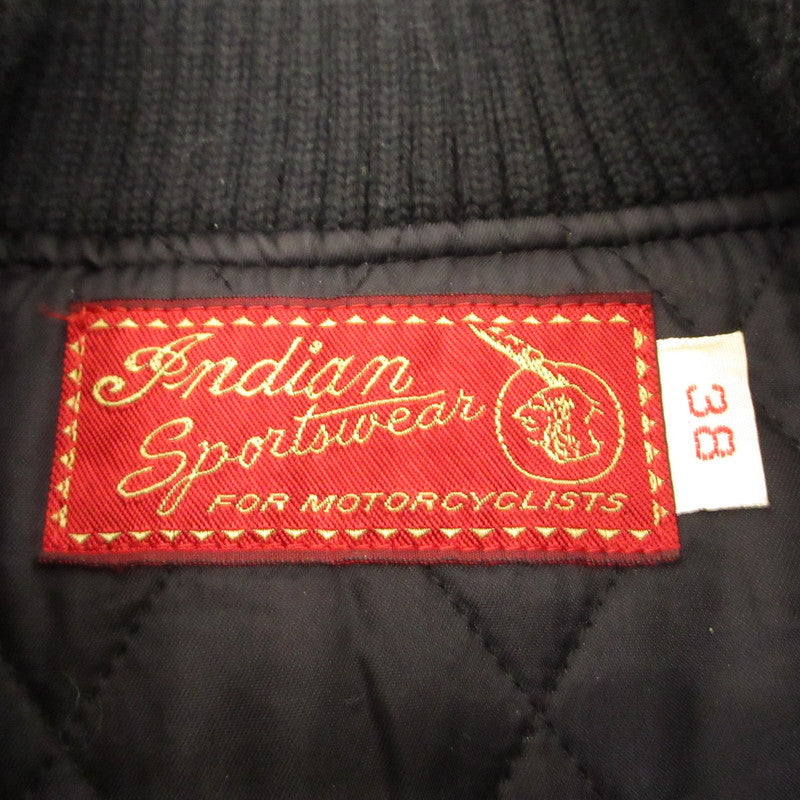 Indian
Sportswear
FOR MOTORCYCLISTS
38